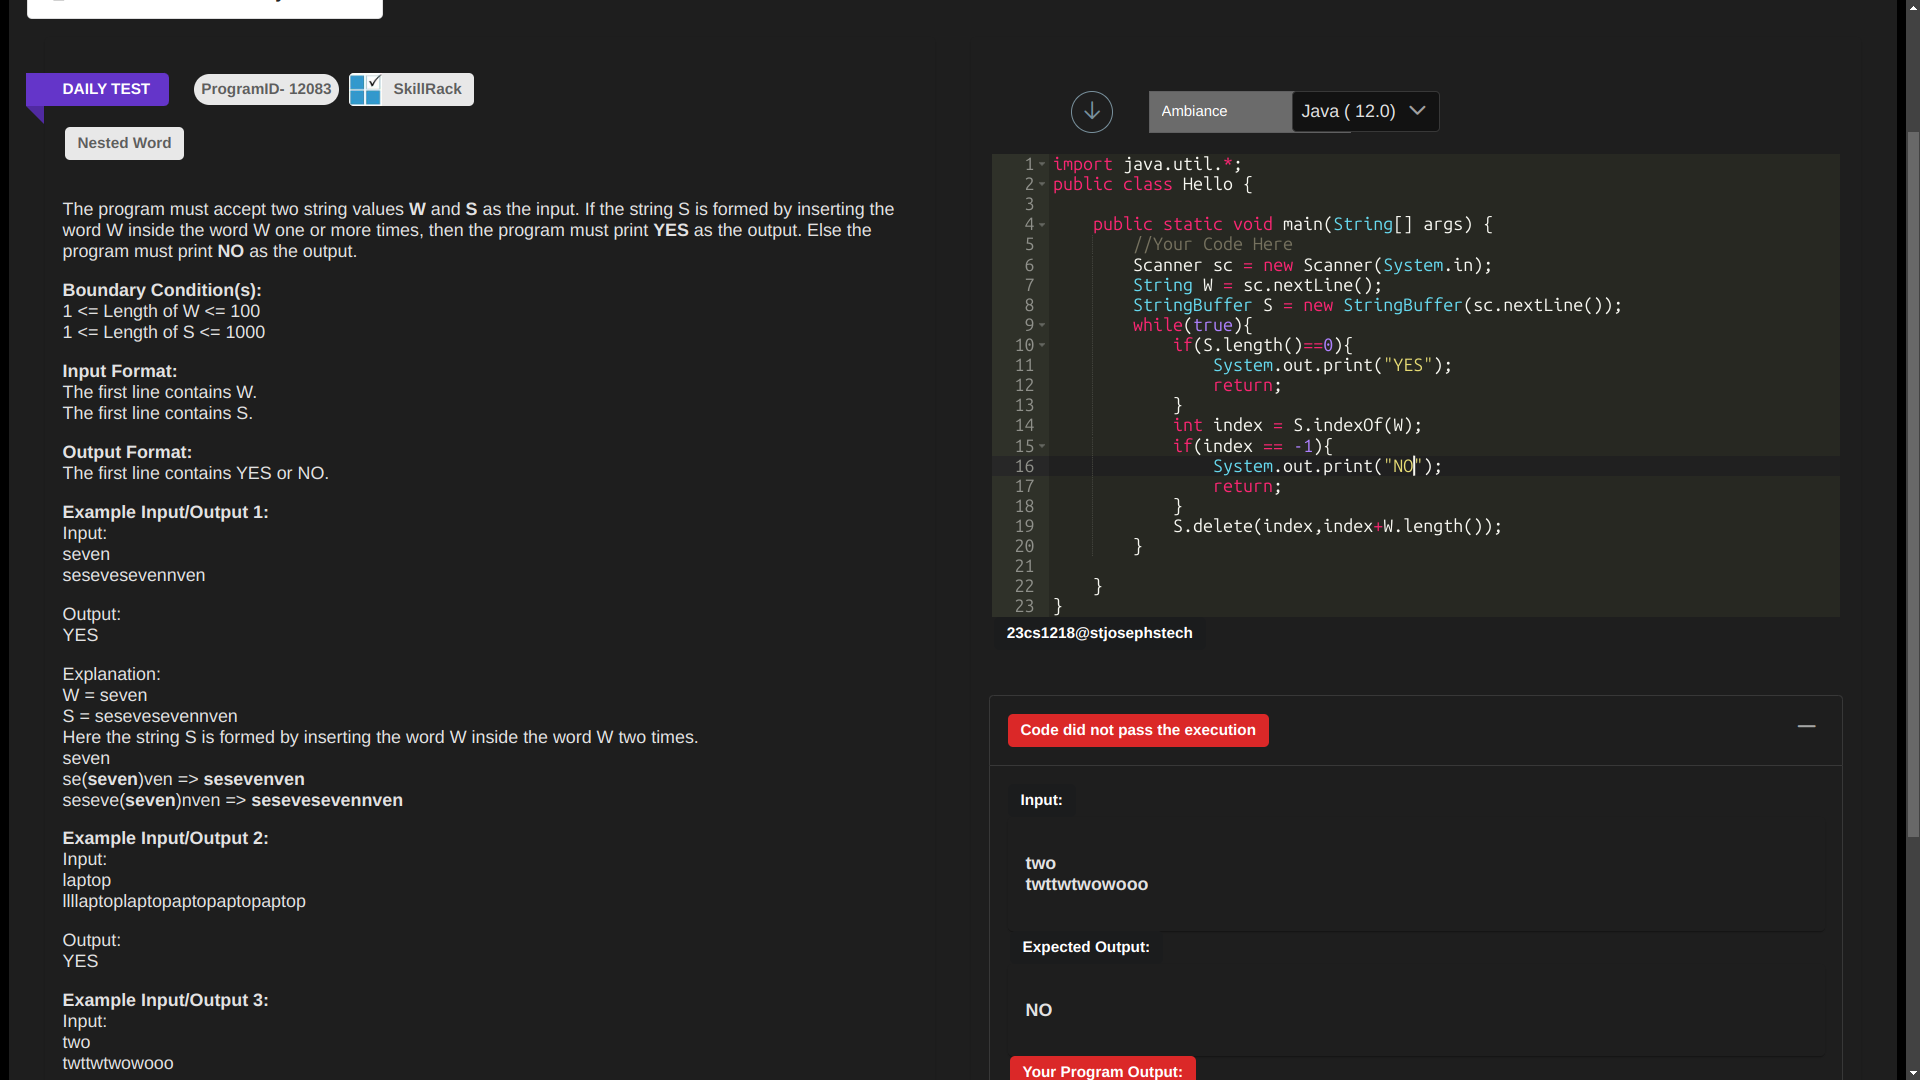 DAILY TEST
ProgramID- 12083
SkillRack
Nested Word
The program must accept two string values W and S as the input. If the string S is formed by inserting the
word W inside the word W one or more times, then the program must print YES as the output. Else the
program must print NO as the output.
Boundary Condition(s):
1 <= Length of W <= 100
1 <= Length of S <= 1000
Input Format:
The first line contains W.
The first line contains S.
Output Format:
The first line contains YES or NO.
Example Input/Output 1:
Input:
seven
sesevesevennven
Output:
YES
Explanation:
W = seven
S = sesevesevennven
Here the string S is formed by inserting the word W inside the word W two times.
seven
se(seven)ven => sesevenven
seseve(seven)nven => sesevesevennven
Example Input/Output 2:
Input:
laptop
llllaptoplaptopaptopaptopaptop
Output:
YES
Example Input/Output 3:
Input:
two
twttwtwowooo
Ambiance
Java ( 12.0)
1 import java.util.*;
2 public class Hello {
3
4 public static void main(String[] args) {
5 //Your Code Here
6 Scanner sc = new Scanner(System.in);
7 String W = sc.nextLine();
8 StringBuffer S = new StringBuffer(sc.nextLine());
9 while(true){
10 if(S.length()==0){
11 System.out.print("YES");
12 return;
13 }
14 int index = S.indexOf(W);
15 if(index == -1){
16 System.out.print("NO");
17 return;
18 }
19 S.delete(index,index+W.length());
20 }
21
22 }
23 }
23cs1218@stjosephstech
Code did not pass the execution
Input:
two
twttwtwowooo
Expected Output:
NO
Your Program Output: